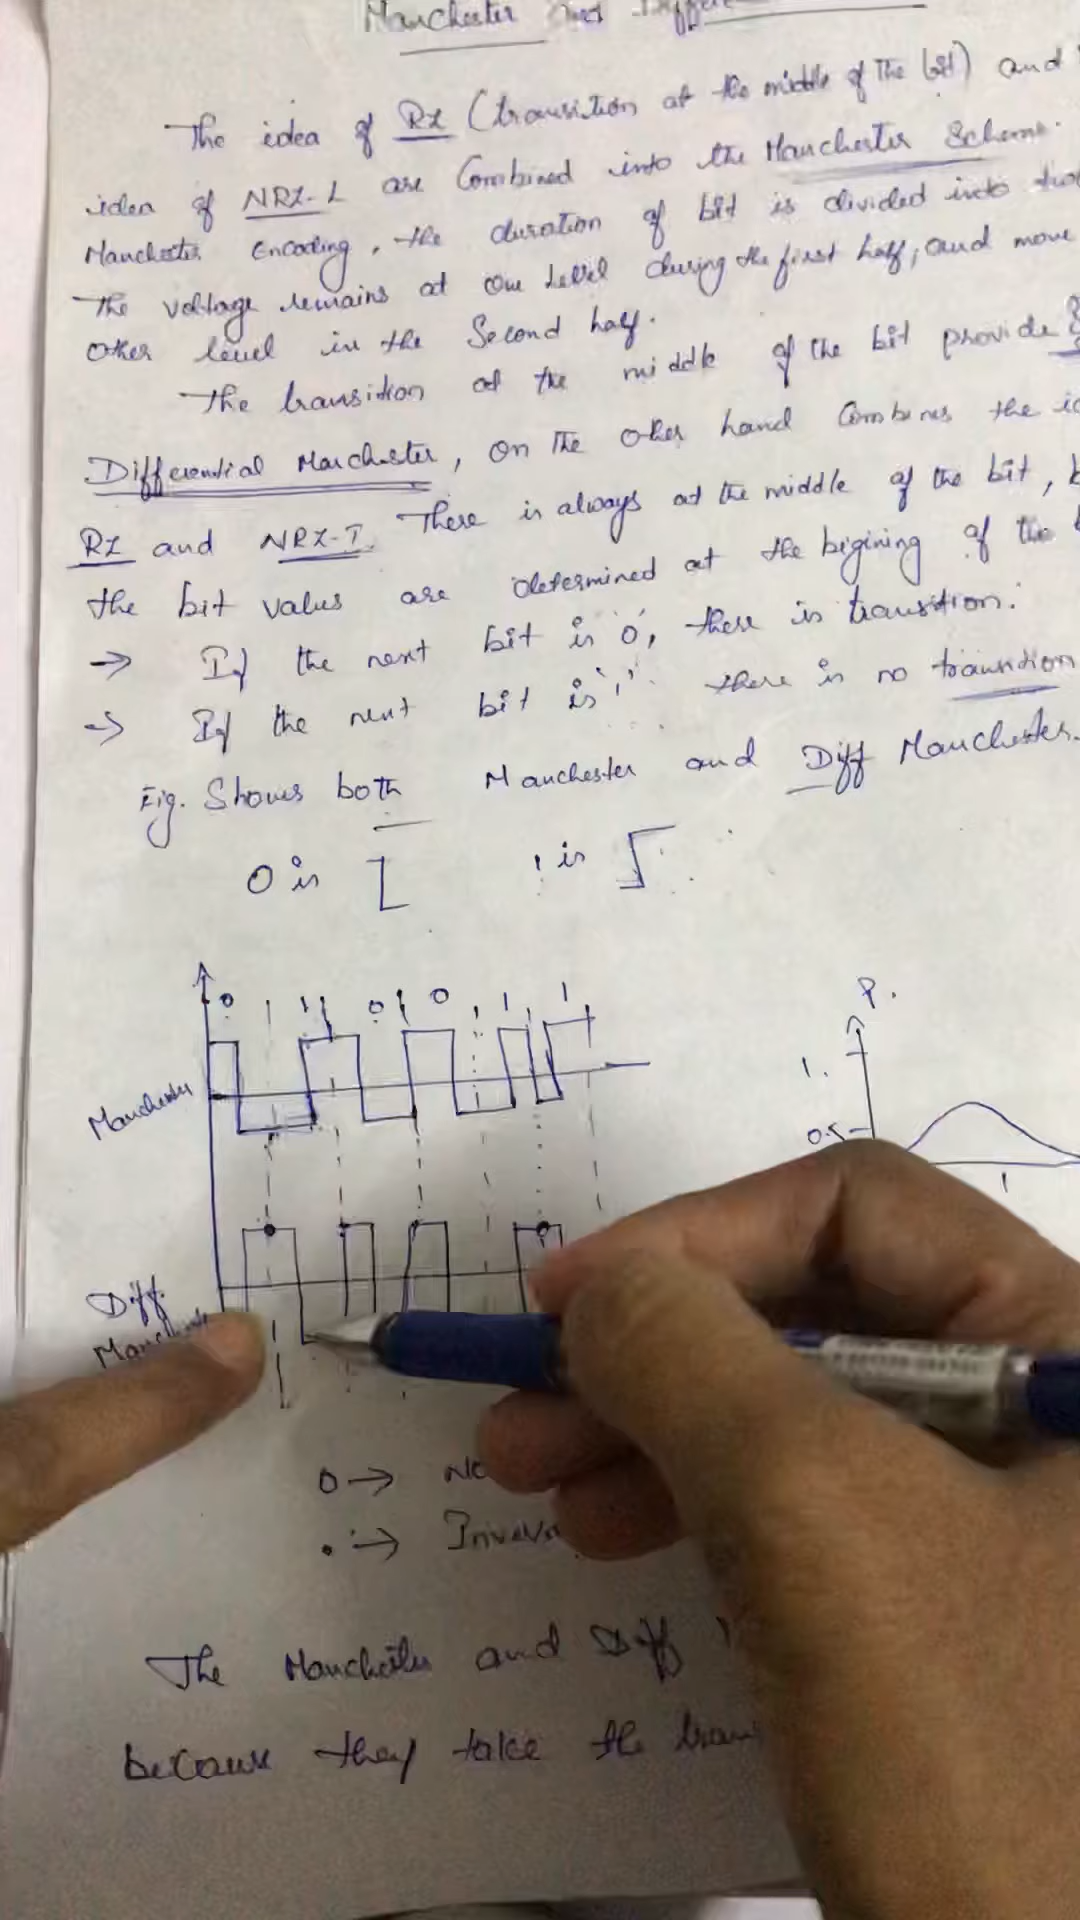 Manchester and Differe
The idea of RZ (transition at the middle of The bit) and
idea of NRZ-L are Combined into the Manchester Scheme.
Manchester Encoding, the duration of bit is divided into two
The voltage remains at one Level during the first half, and move
other level in the Second half.
The transition at the middle of the bit provide
Differential Manchester, on the other hand Combines the
RZ and NRZ-I. There is always at the middle of the bit, b
the bit values are determined at the bigining of the b
→ If the next bit is '0', there is transition.
→ If the next bit is '1' there is no transition
Fig. Shows both Manchester and Diff Manchester.
0 is 1 is
0 1 0 0 1 1
P.
1.
Manchester
0.5
1
Diff.
0 →
• →
The Manchester and Diff
because they take the tran